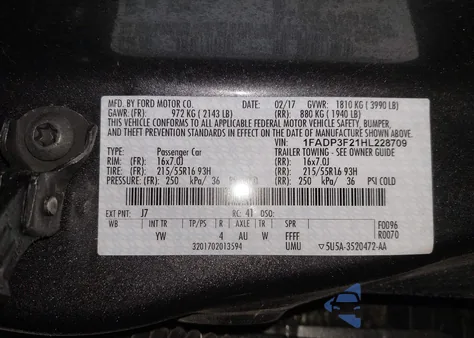 MFD. BY FORD MOTOR CO. DATE: 02/17 GVWR: 1810 KG ( 3990 LB)
GAWR: (FR) 972 KG ( 2143 LB) (RR) 880 KG ( 1940 LB)
THIS VEHICLE CONFORMS TO ALL APPLICABLE FEDERAL MOTOR VEHICLE SAFETY, BUMPER,
AND THEFT PREVENTION STANDARDS IN EFFECT ON THE DATE OF MANUFACTURE SHOWN ABOVE.
VIN: 1FADP3F21HL228709
TYPE: Passenger Car TRAILER TOWING - SEE OWNER GUIDE
RIM: (FR) 16x7.0J (RR): 16x7.0J
TIRE: (FR) 215/55R16 93H (RR): 215/55R16 93H
PRESSURE: (FR): 250 kPa/ 36 (RR): 250 kPa/ 36 PSI COLD
EXT PNT: J7 RC: 41 DSO:
WB INT TR TP/PS R AXLE TR SPR F0096
YW 4 AU W FFFF R0070
3201702013594 UMU 5U5A-3520472-AA